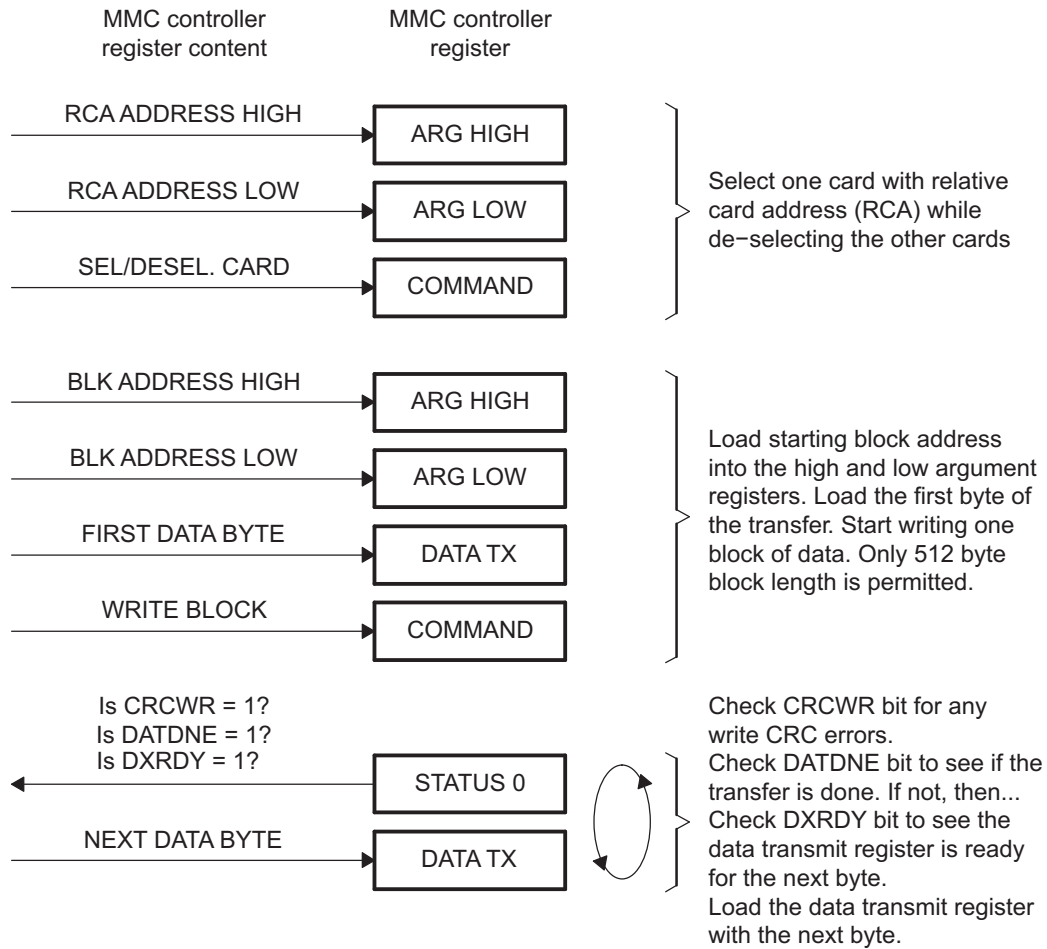 MMC controller
register content
MMC controller
register
RCA ADDRESS HIGH
ARG HIGH
RCA ADDRESS LOW
ARG LOW
SEL/DESEL. CARD
COMMAND
Select one card with relative
card address (RCA) while
de−selecting the other cards
BLK ADDRESS HIGH
ARG HIGH
BLK ADDRESS LOW
ARG LOW
FIRST DATA BYTE
DATA TX
WRITE BLOCK
COMMAND
Load starting block address
into the high and low argument
registers. Load the first byte of
the transfer. Start writing one
block of data. Only 512 byte
block length is permitted.
Is CRCWR = 1?
Is DATDNE = 1?
Is DXRDY = 1?
STATUS 0
NEXT DATA BYTE
DATA TX
Check CRCWR bit for any
write CRC errors.
Check DATDNE bit to see if the
transfer is done. If not, then...
Check DXRDY bit to see the
data transmit register is ready
for the next byte.
Load the data transmit register
with the next byte.